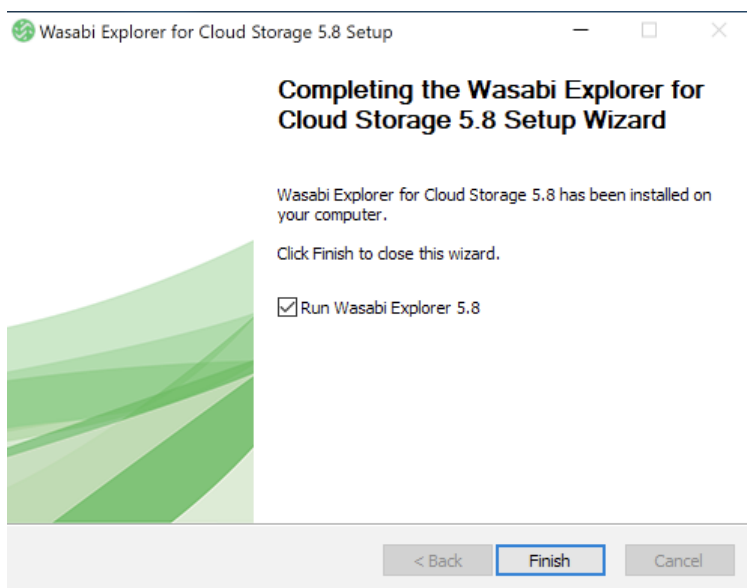 Wasabi Explorer for Cloud Storage 5.8 Setup
Completing the Wasabi Explorer for
Cloud Storage 5.8 Setup Wizard
Wasabi Explorer for Cloud Storage 5.8 has been installed on
your computer.
Click Finish to close this wizard.
Run Wasabi Explorer 5.8
< Back
Finish
Cancel